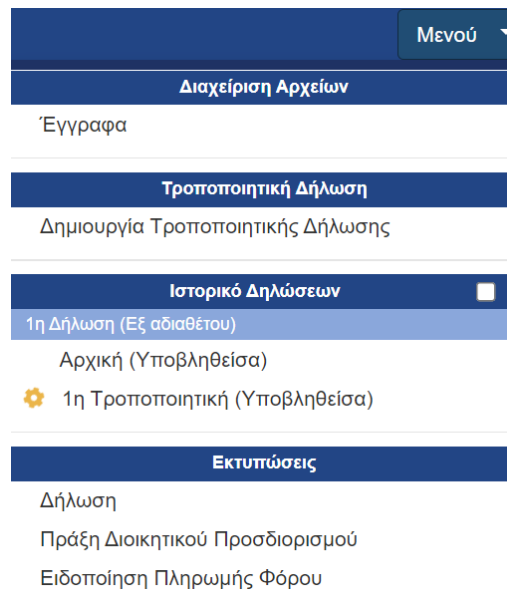 Μενού
Διαχείριση Αρχείων
Έγγραφα
Τροποποιητική Δήλωση
Δημιουργία Τροποποιητικής Δήλωσης
Ιστορικό Δηλώσεων
1η Δήλωση (Εξ αδιαθέτου)
Αρχική (Υποβληθείσα)
1η Τροποποιητική (Υποβληθείσα)
Εκτυπώσεις
Δήλωση
Πράξη Διοικητικού Προσδιορισμού
Ειδοποίηση Πληρωμής Φόρου